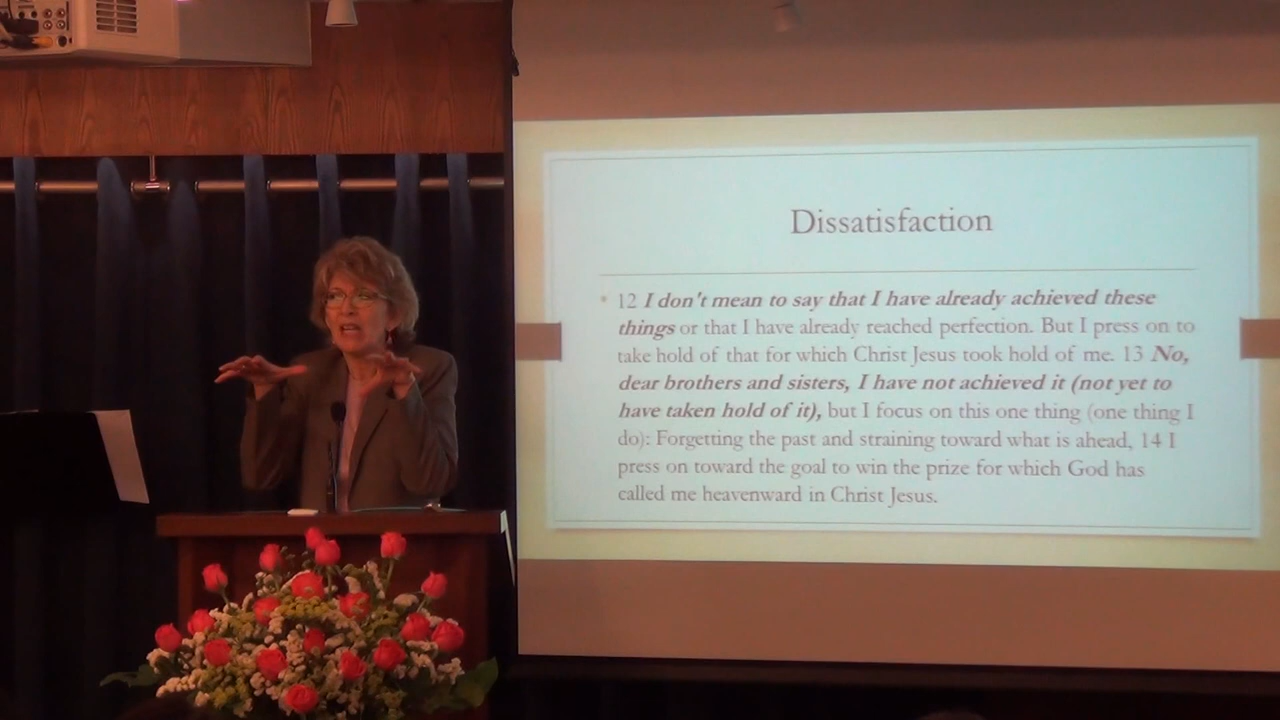 Dissatisfaction
• 12 I don't mean to say that I have already achieved these
things or that I have already reached perfection. But I press on to
take hold of that for which Christ Jesus took hold of me. 13 No,
dear brothers and sisters, I have not achieved it (not yet to
have taken hold of it), but I focus on this one thing (one thing I
do): Forgetting the past and straining toward what is ahead, 14 I
press on toward the goal to win the prize for which God has
called me heavenward in Christ Jesus.